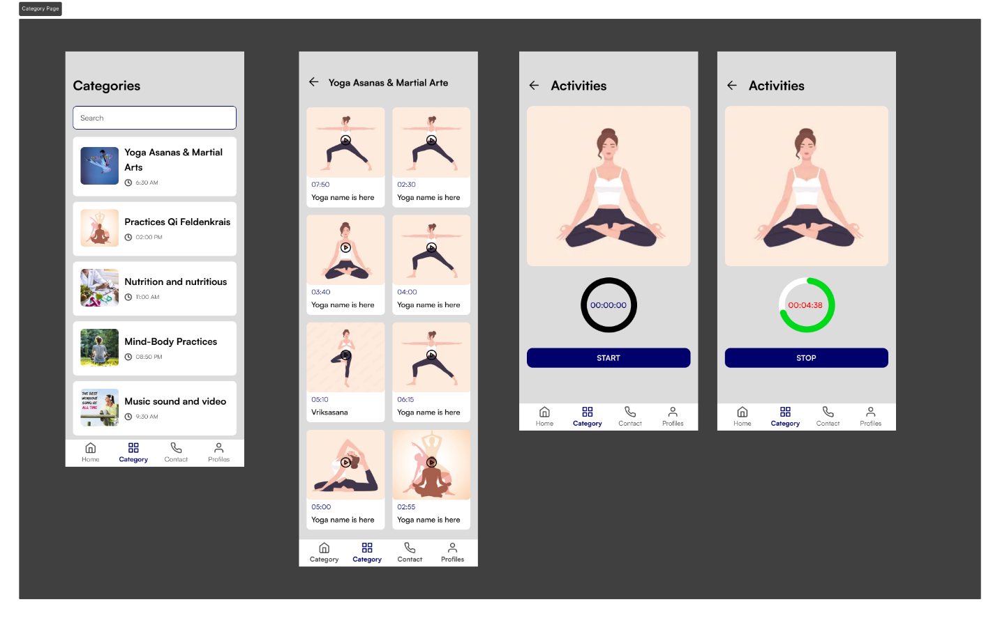 Category Page
Categories
Search
Yoga Asanas & Martial
Arts
6:30 AM
Practices Qi Feldenkrais
02:00 PM
Nutrition and nutritious
11:00 AM
Mind-Body Practices
08:50 PM
THE BEST
WORKOUT
SONG OF
ALL TIME
Music sound and video
9:30 AM
Home
Category
Contact
Profiles
Yoga Asanas & Martial Arte
07:50
Yoga name is here
02:30
Yoga name is here
03:40
Yoga name is here
04:00
Yoga name is here
05:10
Vriksasana
06:15
Yoga name is here
05:00
Yoga name is here
02:55
Yoga name is here
Category
Category
Contact
Profiles
Activities
00:00:00
START
Home
Category
Contact
Profiles
Activities
00:04:38
STOP
Home
Category
Contact
Profiles